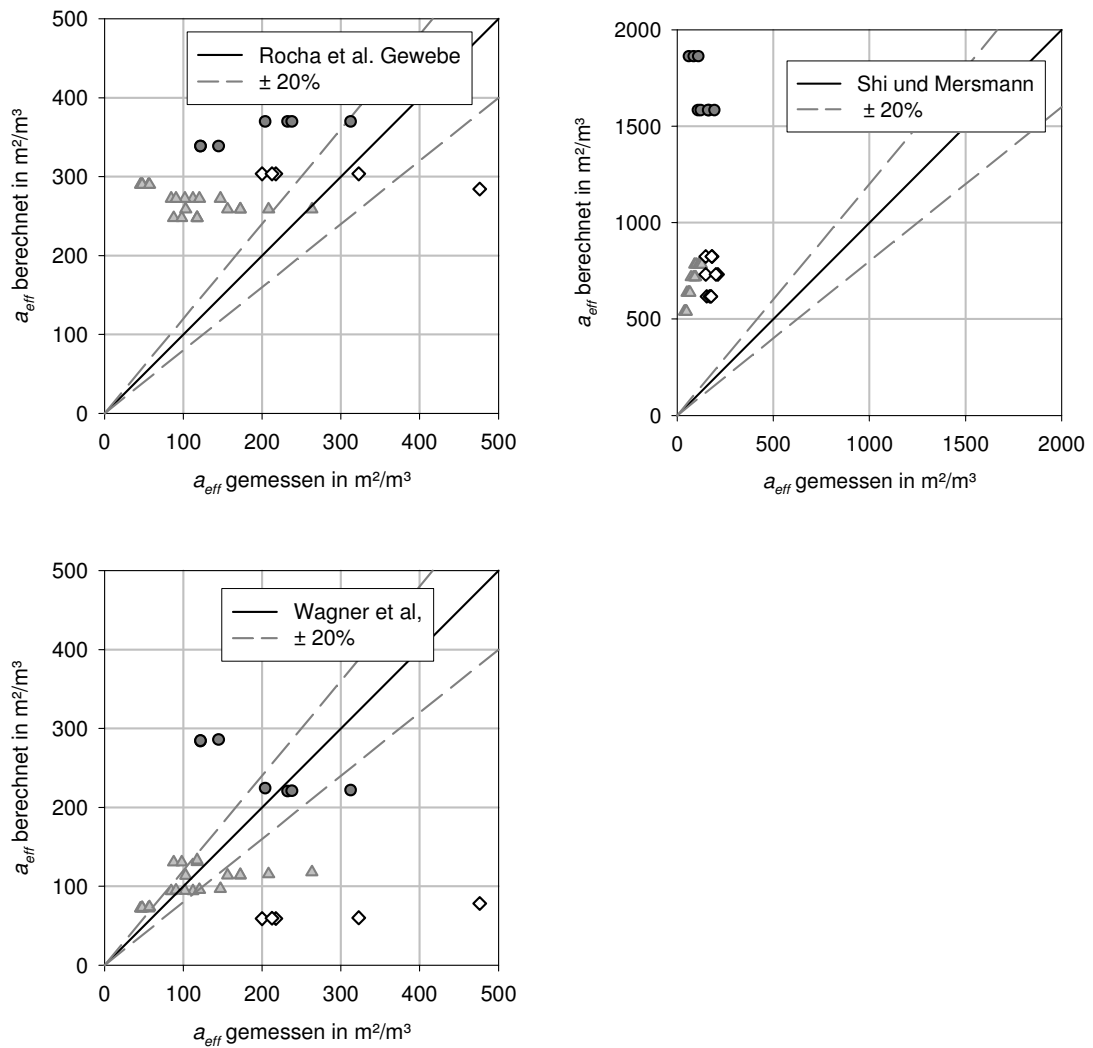 500
400
300
200
100
0
a_eff berechnet in m²/m³
Rocha et al. Gewebe
± 20%
0 100 200 300 400 500
a_eff gemessen in m²/m³
2000
1500
1000
500
0
a_eff berechnet in m²/m³
Shi und Mersmann
± 20%
0 500 1000 1500 2000
a_eff gemessen in m²/m³
500
400
300
200
100
0
a_eff berechnet in m²/m³
Wagner et al,
± 20%
0 100 200 300 400 500
a_eff gemessen in m²/m³